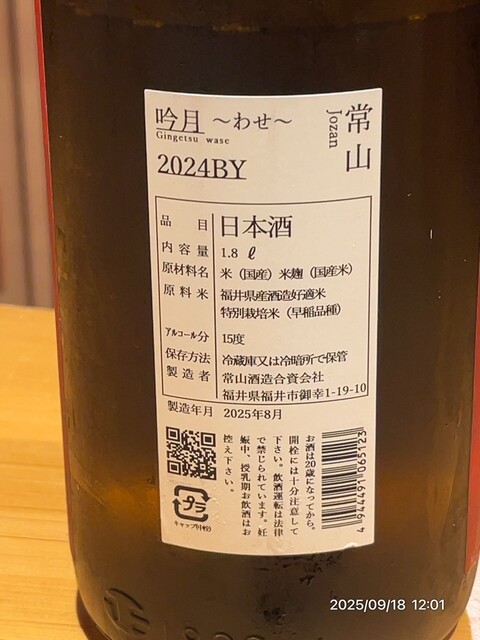 常山
Jozan
吟月 ～わせ～
Gingetsu wase
2024BY
品目 日本酒
内容量 1.8ℓ
原材料名 米（国産）米麹（国産米）
原料米 福井県産酒造好適米
特別栽培米（早稲品種）
アルコール分 15度
保存方法 冷蔵庫又は冷暗所で保管
製造者 常山酒造合資会社
福井県福井市御幸1-19-10
製造年月 2025年8月
お酒は20歳になってから。
開栓には十分注意して
下さい。飲酒運転は法律
で禁じられています。妊
娠中、授乳期お飲酒はお
控え下さい。
プラ
キャップ(中栓)
4 944491 065123
2025/09/18 12:01